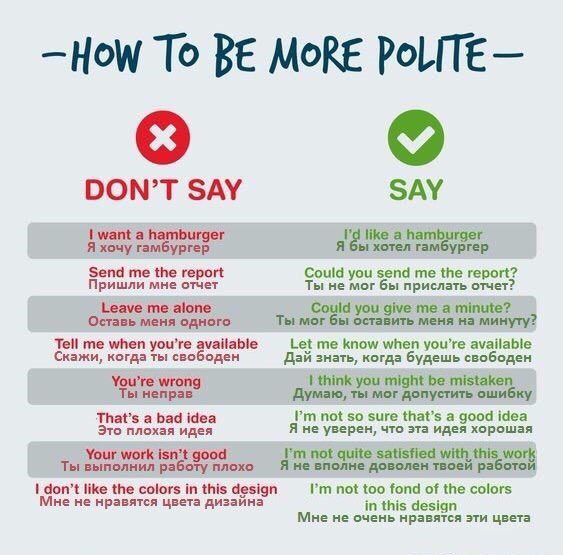 –HOW TO BE MORE POLITE–
DON'T SAY
SAY
I want a hamburger
Я хочу гамбургер
I'd like a hamburger
Я бы хотел гамбургер
Send me the report
Пришли мне отчет
Could you send me the report?
Ты не мог бы прислать отчет?
Leave me alone
Оставь меня одного
Could you give me a minute?
Ты мог бы оставить меня на минуту?
Tell me when you're available
Скажи, когда ты свободен
Let me know when you're available
Дай знать, когда будешь свободен
You're wrong
Ты неправ
I think you might be mistaken
Думаю, ты мог допустить ошибку
That's a bad idea
Это плохая идея
I'm not so sure that's a good idea
Я не уверен, что эта идея хорошая
Your work isn't good
Ты выполнил работу плохо
I'm not quite satisfied with this work
Я не вполне доволен твоей работой
I don't like the colors in this design
Мне не нравятся цвета дизайна
I'm not too fond of the colors
in this design
Мне не очень нравятся эти цвета